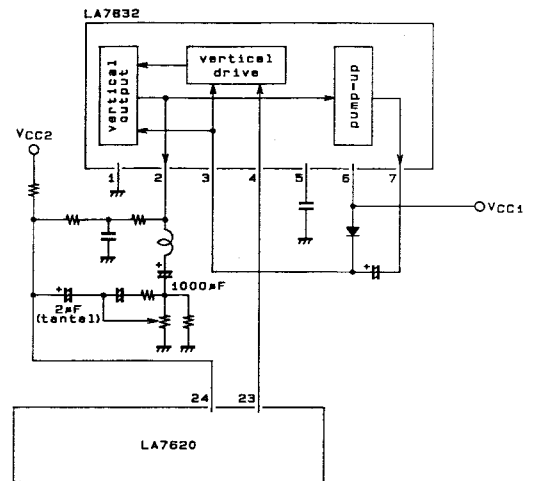 LA7832
vertical
output
vertical
drive
pump-up
VCC2
1
2
3
4
5
6
7
VCC1
+
+
1000μF
+
2μF
(tantal)
24
23
LA7620